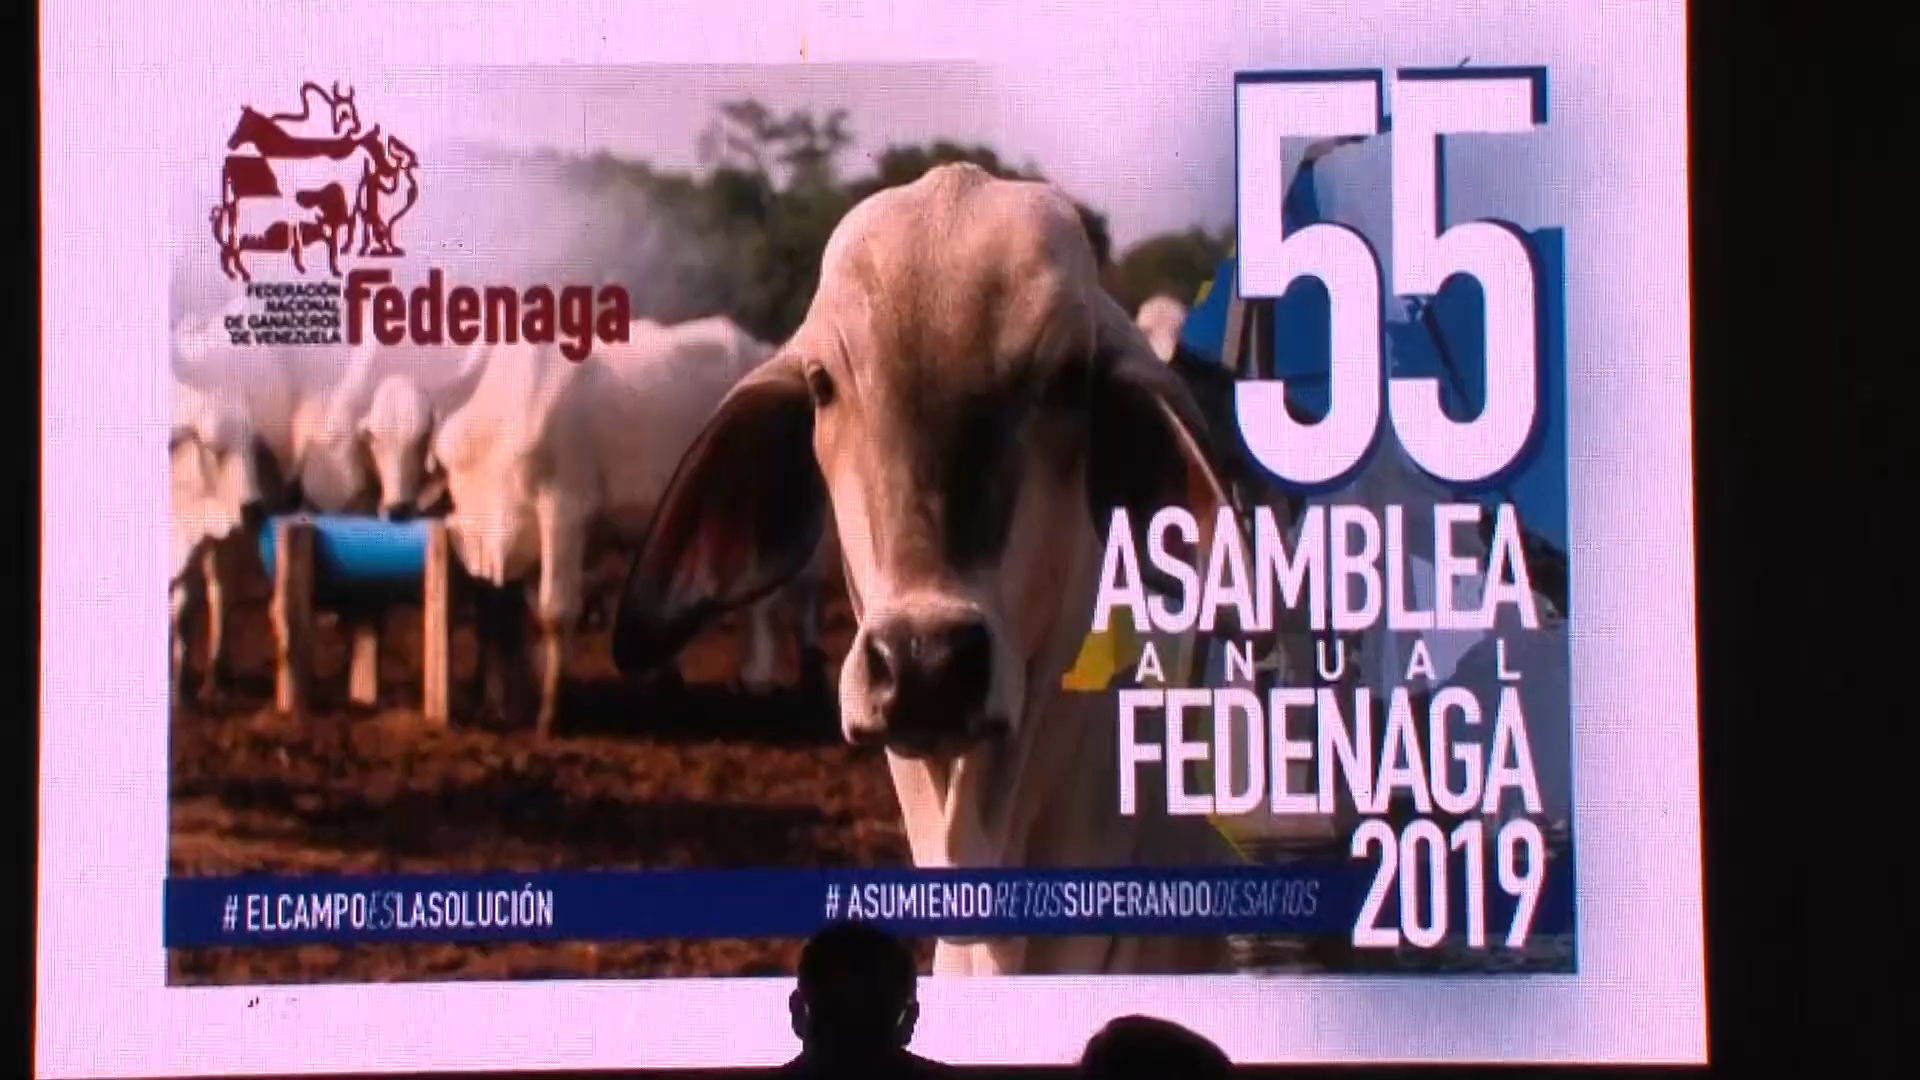 FEDERACIÓN
NACIONAL
DE GANADEROS
DE VENEZUELA
Fedenaga
55
ASAMBLEA
ANUAL
FEDENAGA
2019
#ELCAMPOESLASOLUCIÓN
#ASUMIENDORETOSSUPERANDODESAFIOS